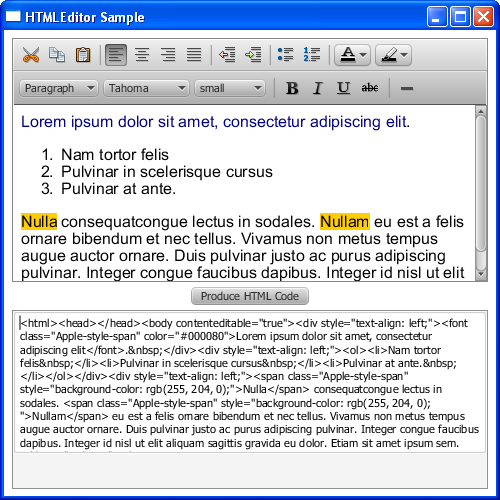 HTMLEditor Sample
A
Paragraph Tahoma small B I U abc
Lorem ipsum dolor sit amet, consectetur adipiscing elit.
1. Nam tortor felis
2. Pulvinar in scelerisque cursus
3. Pulvinar at ante.
Nulla consequatcongue lectus in sodales. Nullam eu est a felis
ornare bibendum et nec tellus. Vivamus non metus tempus
augue auctor ornare. Duis pulvinar justo ac purus adipiscing
pulvinar. Integer congue faucibus dapibus. Integer id nisl ut elit
Produce HTML Code
<html><head></head><body contenteditable="true"><div style="text-align: left;"><font
class="Apple-style-span" color="#000080">Lorem ipsum dolor sit amet, consectetur
adipiscing elit</font>.&nbsp;</div><div style="text-align: left;"><ol><li>Nam tortor
felis&nbsp;</li><li>Pulvinar in scelerisque cursus&nbsp;</li><li>Pulvinar at ante.&nbsp;
</li></ol></div><div style="text-align: left;"><span class="Apple-style-span"
style="background-color: rgb(255, 204, 0);">Nulla</span> consequatcongue lectus in
sodales. <span class="Apple-style-span" style="background-color: rgb(255, 204, 0);
">Nullam</span> eu est a felis ornare bibendum et nec tellus. Vivamus non metus tempus
augue auctor ornare. Duis pulvinar justo ac purus adipiscing pulvinar. Integer congue faucibus
dapibus. Integer id nisl ut elit aliquam sagittis gravida eu dolor. Etiam sit amet ipsum sem.